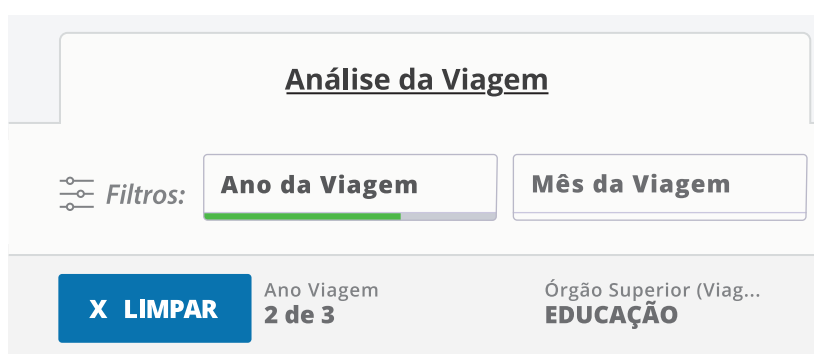 Análise da Viagem
Filtros:
Ano da Viagem
Mês da Viagem
X LIMPAR
Ano Viagem
2 de 3
Órgão Superior (Viag...
EDUCAÇÃO